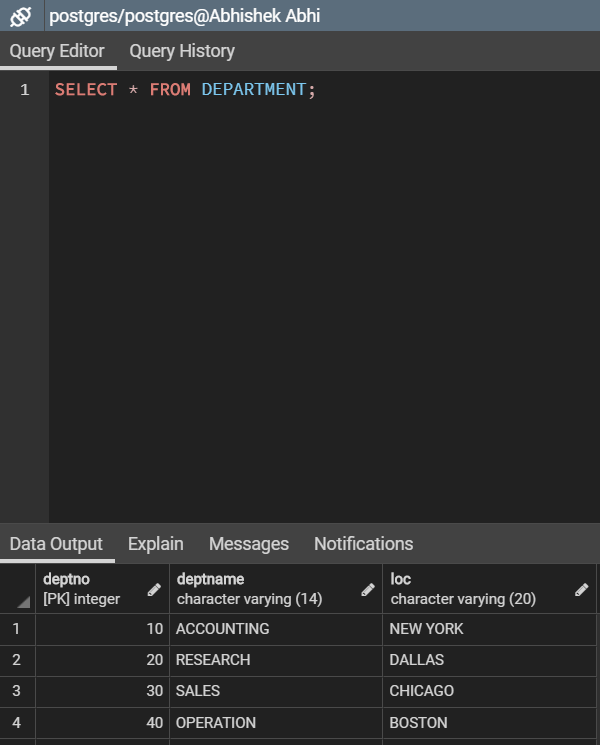 postgres/postgres@Abhishek Abhi
Query Editor Query History
1 SELECT * FROM DEPARTMENT;
Data Output Explain Messages Notifications
deptno deptname loc
[PK] integer character varying (14) character varying (20)
1 10 ACCOUNTING NEW YORK
2 20 RESEARCH DALLAS
3 30 SALES CHICAGO
4 40 OPERATION BOSTON